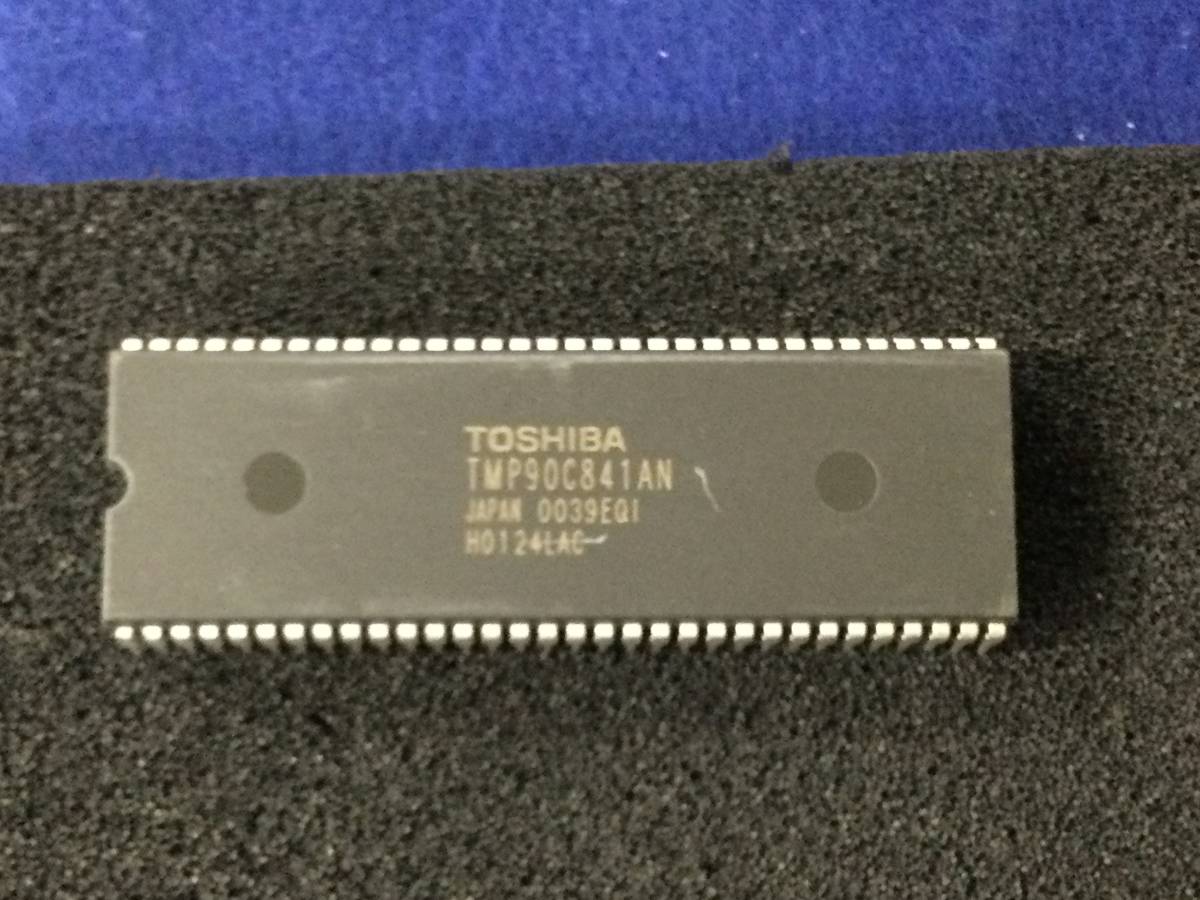 TOSHIBA
TMP90C841AN
JAPAN 0039EQI
H0124LAC